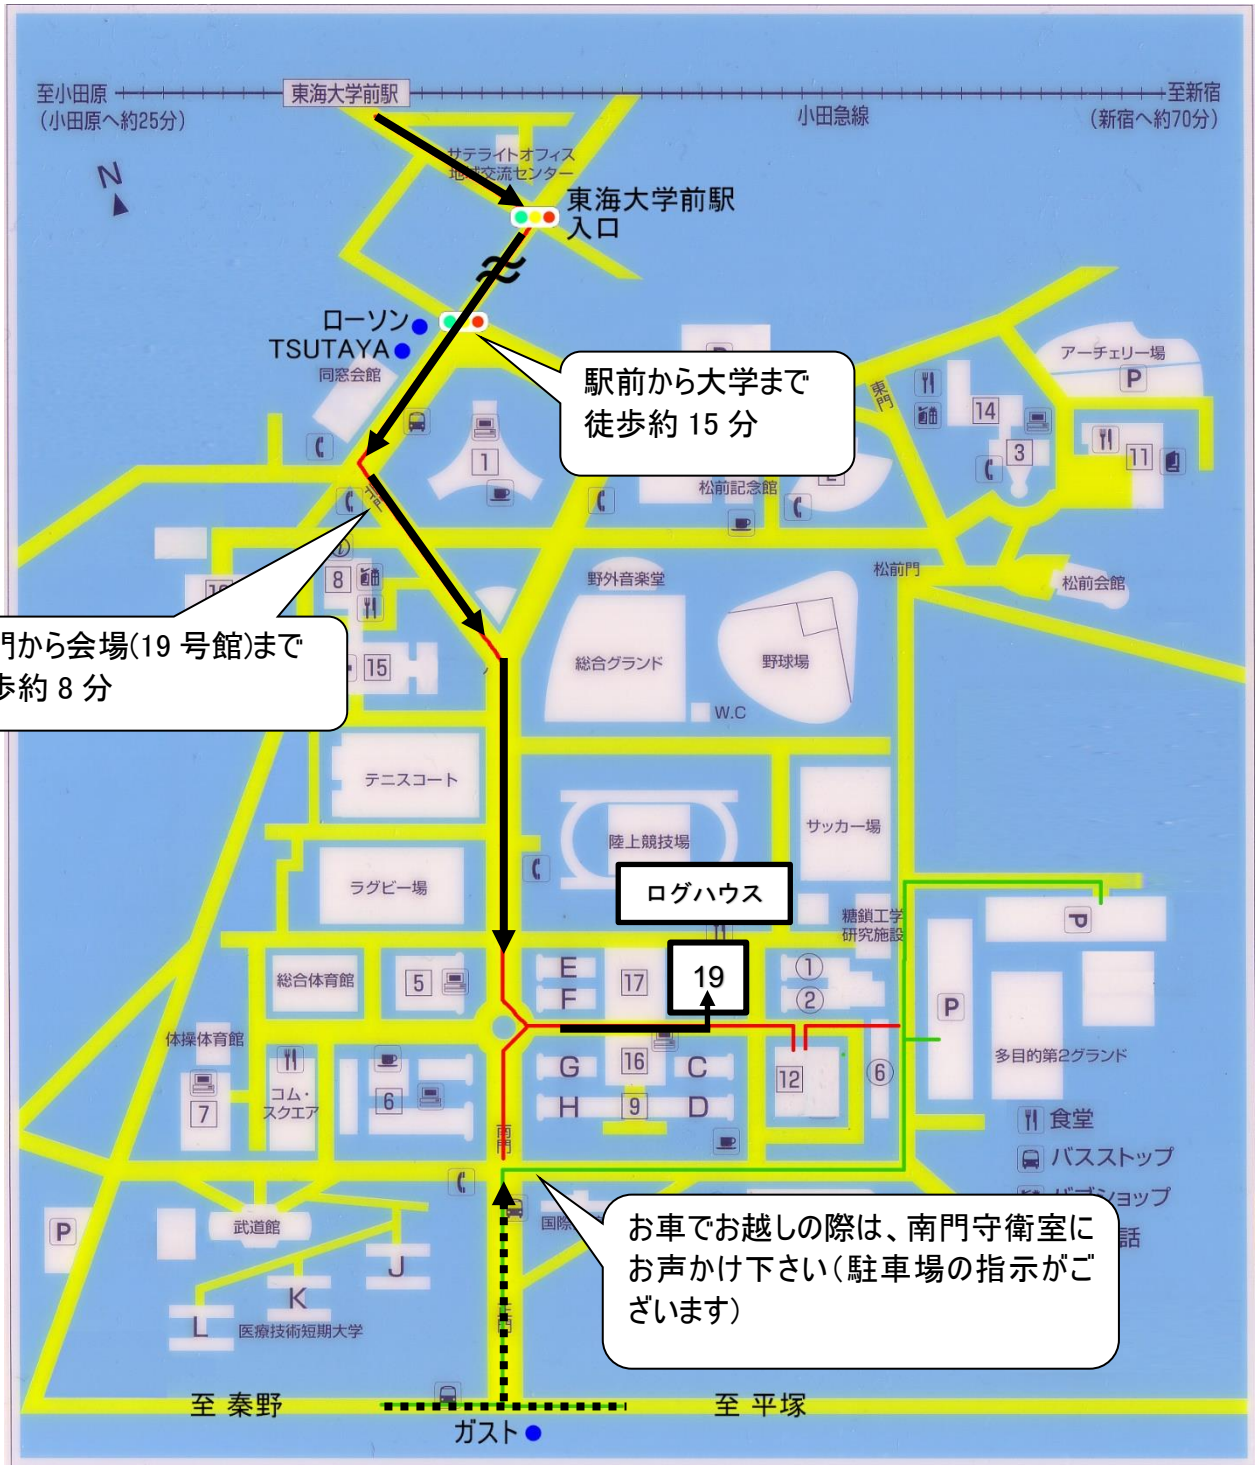 至小田原
(小田原へ約25分)
東海大学前駅
小田急線
至新宿
(新宿へ約70分)
N
サテライトオフィス
地域交流センター
東海大学前駅
入口
ローソン
TSUTAYA
同窓会館
駅前から大学まで
徒歩約 15 分
アーチェリー場
P
東門
14
3
11
1
松前記念館
8
野外音楽堂
松前門
松前会館
門から会場(19 号館)まで
歩約 8 分
15
総合グランド
野球場
W.C
テニスコート
陸上競技場
サッカー場
ラグビー場
ログハウス
糖鎖工学
研究施設
P
総合体育館
5
E
F
17
19
①
②
P
体操体育館
多目的第2グランド
7
コム・
スクエア
6
G
H
16
9
C
D
12
⑥
南門
食堂
バスストップ
話
P
武道館
国際
お車でお越しの際は、南門守衛室に
お声かけ下さい(駐車場の指示がご
ざいます)
J
K
L
医療技術短期大学
至 秦野
至 平塚
ガスト